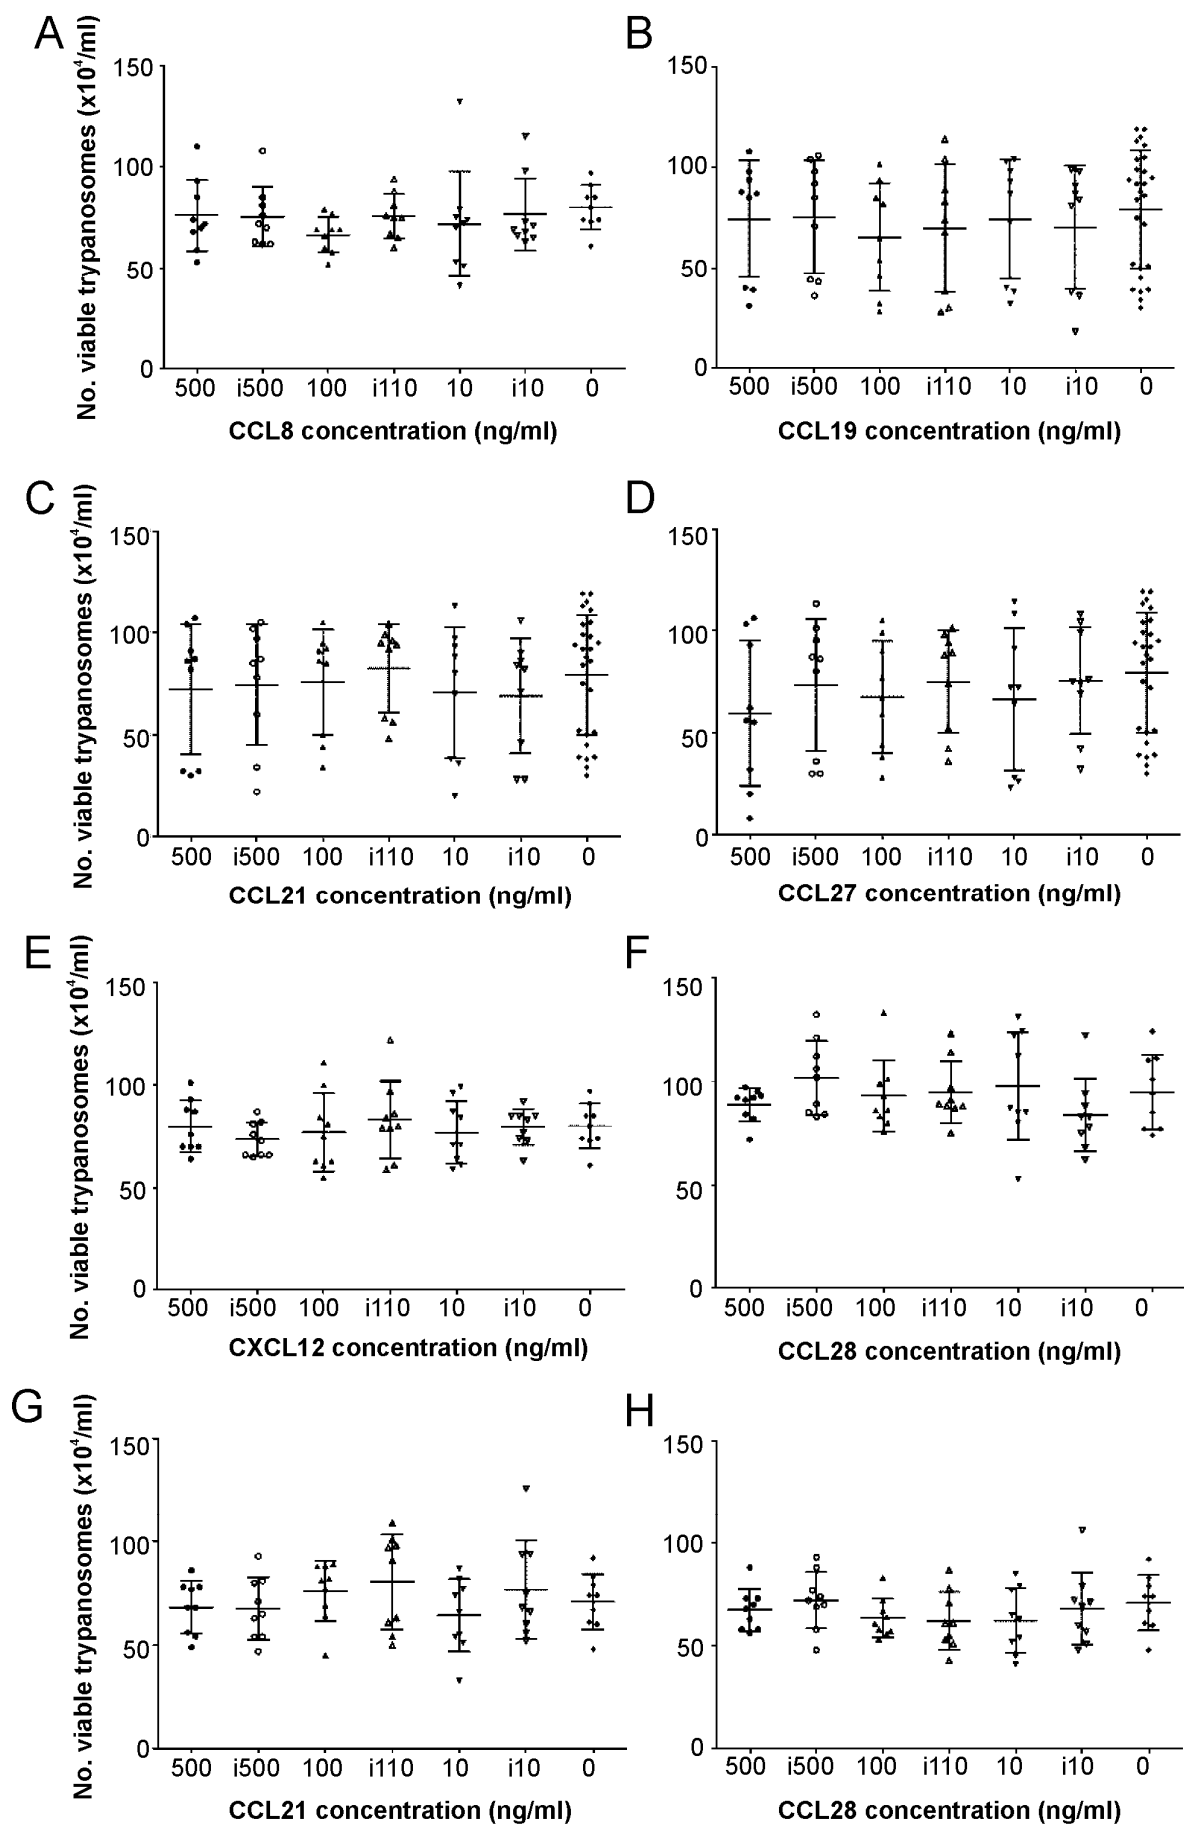 A
No. viable trypanosomes (x10⁴/ml)
150
100
50
0
500 i500 100 i110 10 i10 0
CCL8 concentration (ng/ml)
B
150
100
50
0
500 i500 100 i110 10 i10 0
CCL19 concentration (ng/ml)
C
No. viable trypanosomes (x10⁴/ml)
150
100
50
0
500 i500 100 i110 10 i10 0
CCL21 concentration (ng/ml)
D
150
100
50
0
500 i500 100 i110 10 i10 0
CCL27 concentration (ng/ml)
E
No. viable trypanosomes (x10⁴/ml)
150
100
50
0
500 i500 100 i110 10 i10 0
CXCL12 concentration (ng/ml)
F
150
100
50
0
500 i500 100 i110 10 i10 0
CCL28 concentration (ng/ml)
G
No. viable trypanosomes (x10⁴/ml)
150
100
50
0
500 i500 100 i110 10 i10 0
CCL21 concentration (ng/ml)
H
150
100
50
0
500 i500 100 i110 10 i10 0
CCL28 concentration (ng/ml)